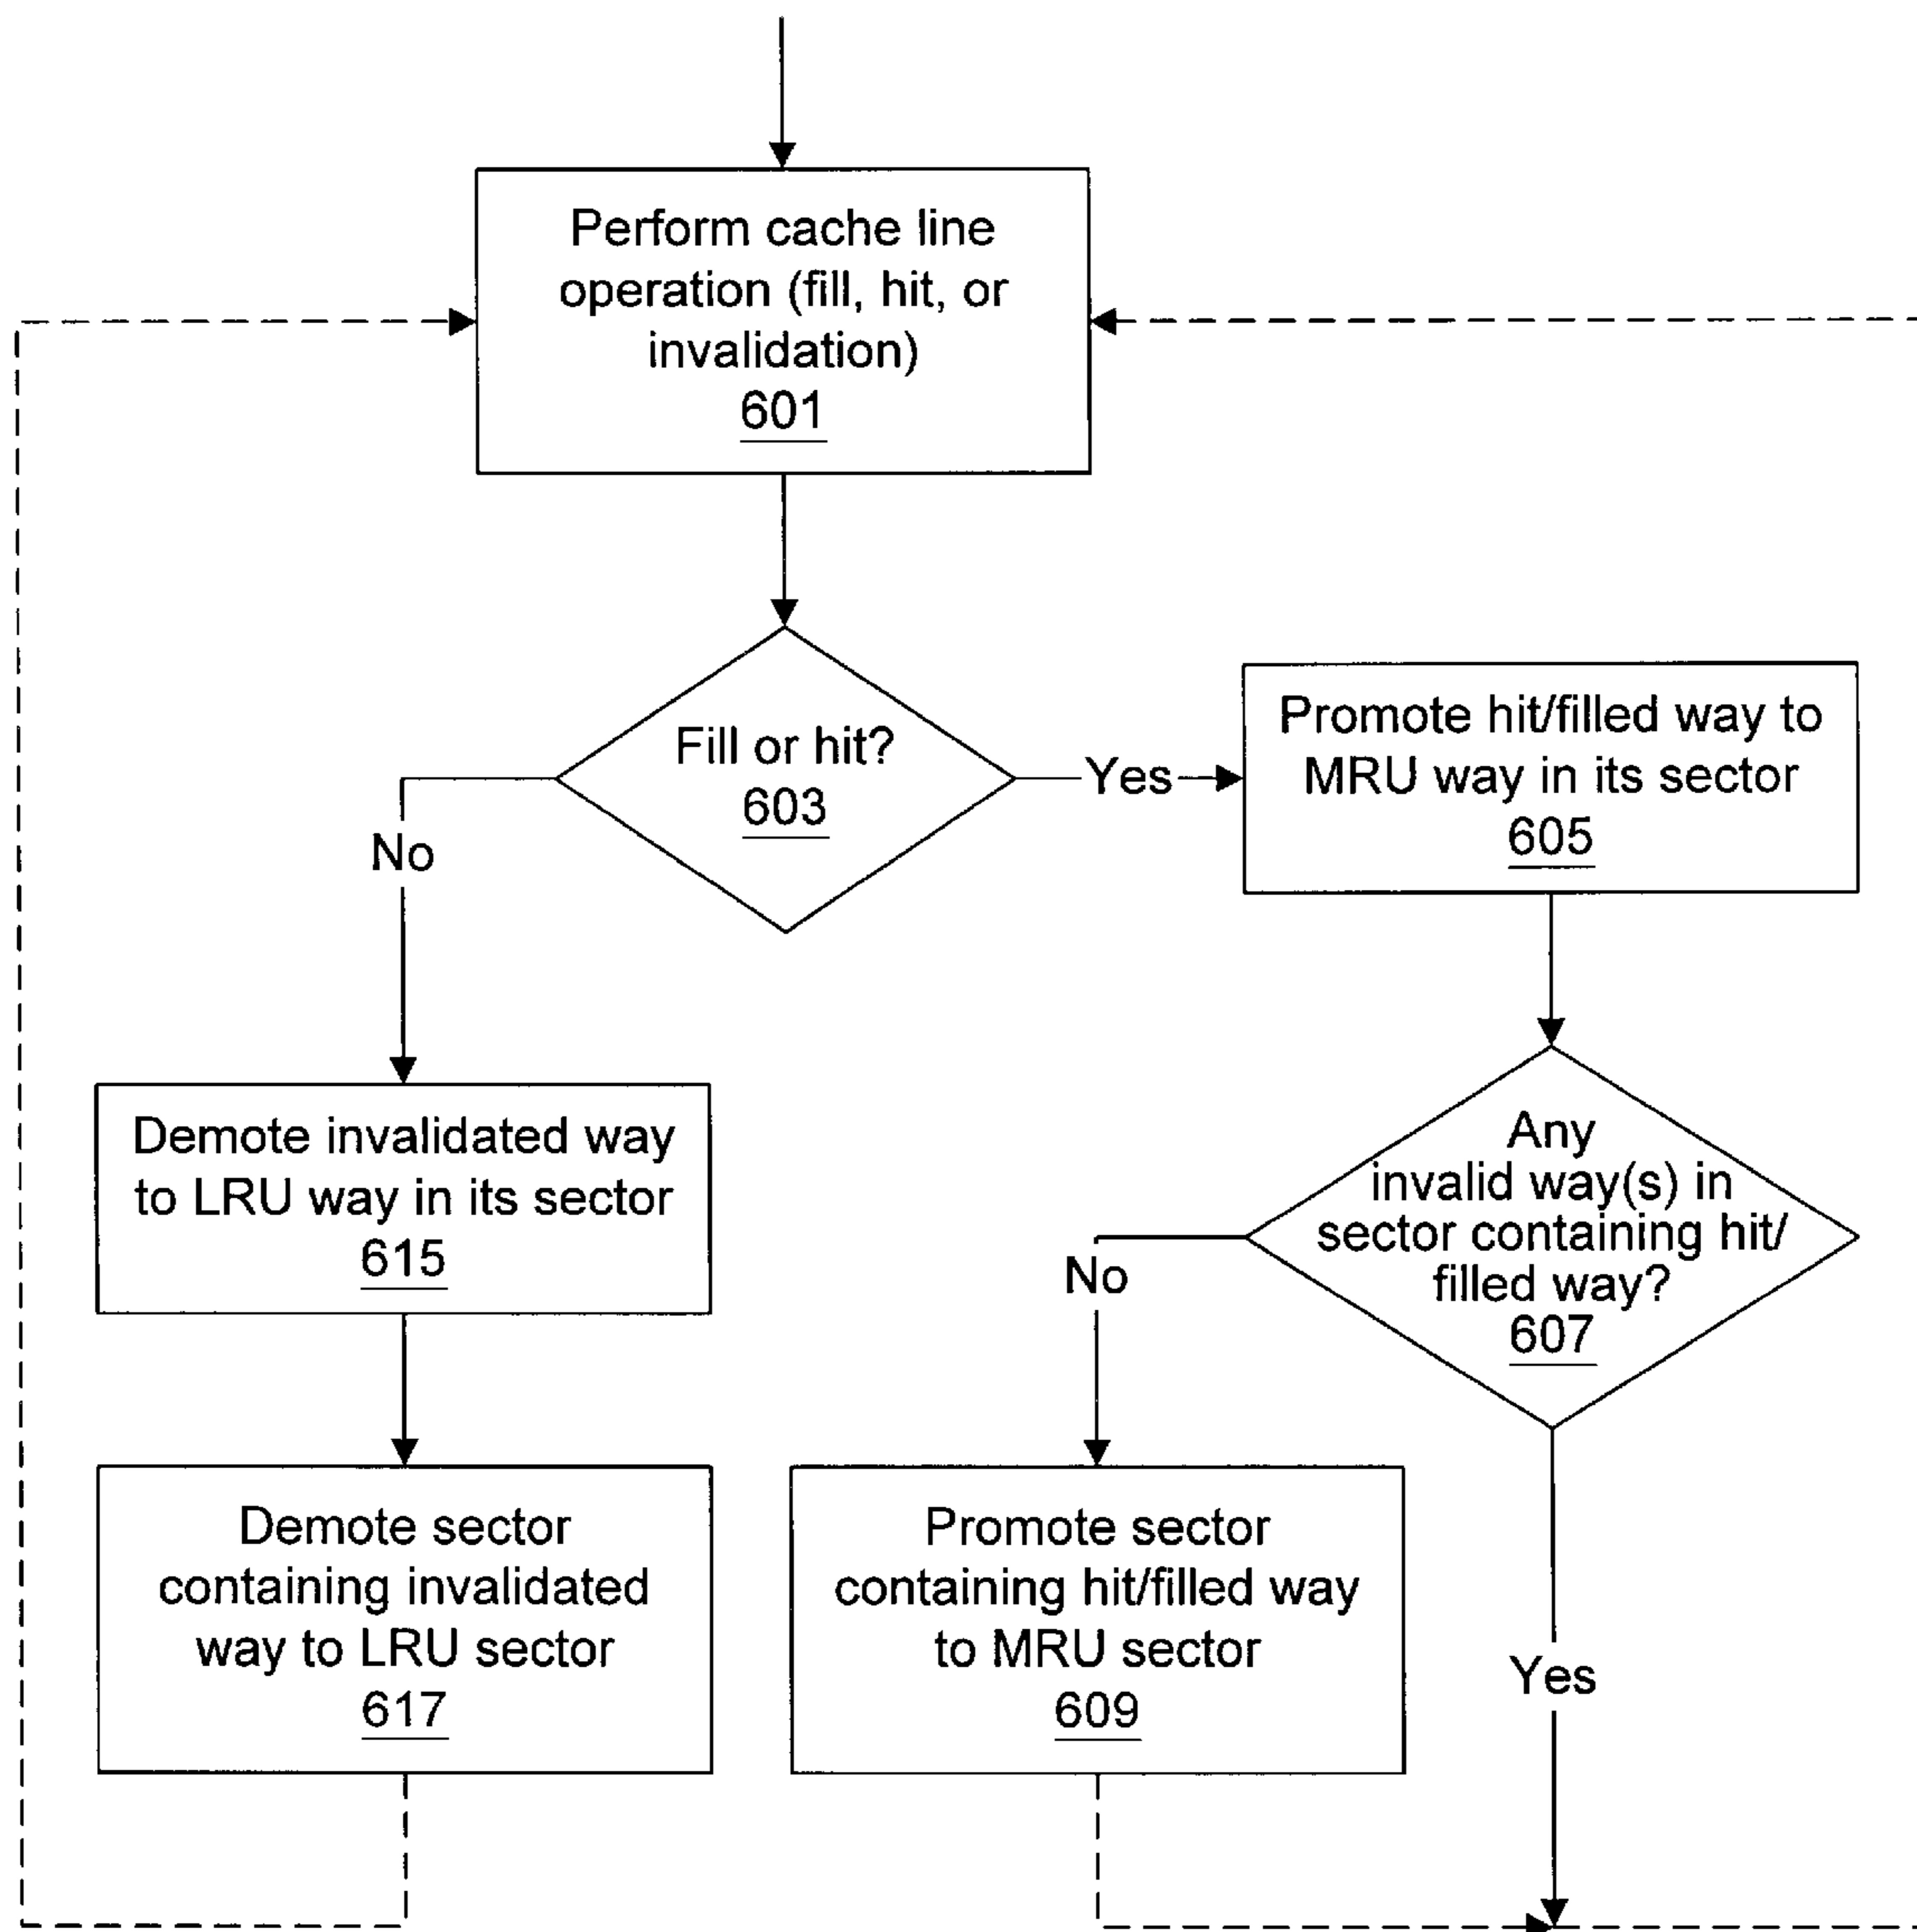 Perform cache line
operation (fill, hit, or
invalidation)
601
Fill or hit?
603
Yes
No
Promote hit/filled way to
MRU way in its sector
605
Any
invalid way(s) in
sector containing hit/
filled way?
607
No
Yes
Demote invalidated way
to LRU way in its sector
615
Demote sector
containing invalidated
way to LRU sector
617
Promote sector
containing hit/filled way
to MRU sector
609